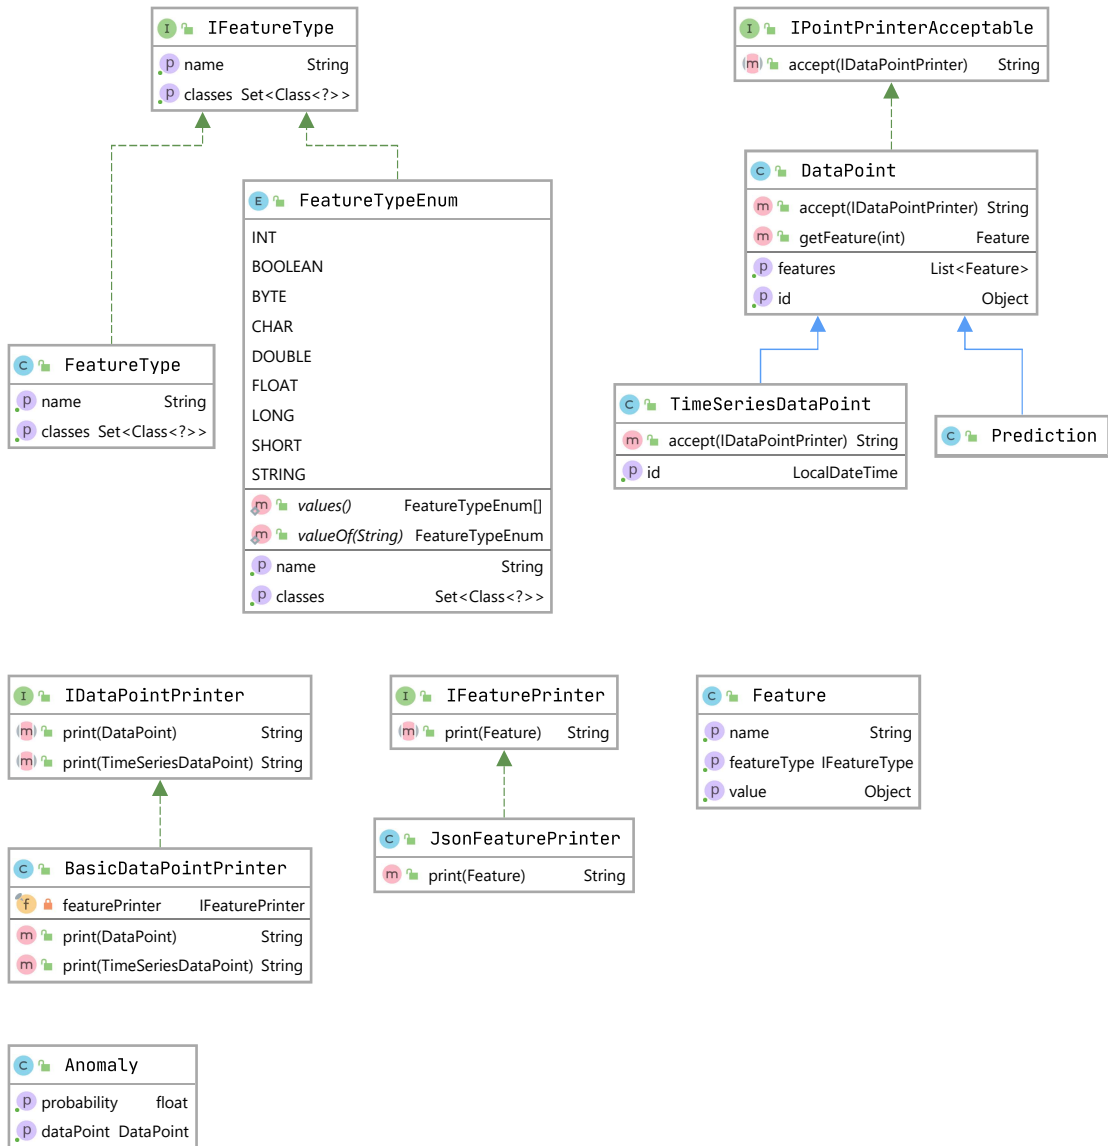 I IFeatureType
p name String
p classes Set<Class<?>>
I IPointPrinterAcceptable
m accept(IDataPointPrinter) String
C DataPoint
m accept(IDataPointPrinter) String
m getFeature(int) Feature
p features List<Feature>
p id Object
E FeatureTypeEnum
INT
BOOLEAN
BYTE
CHAR
DOUBLE
FLOAT
LONG
SHORT
STRING
m values() FeatureTypeEnum[]
m valueOf(String) FeatureTypeEnum
p name String
p classes Set<Class<?>>
C FeatureType
p name String
p classes Set<Class<?>>
C TimeSeriesDataPoint
m accept(IDataPointPrinter) String
p id LocalDateTime
C Prediction
I IDataPointPrinter
m print(DataPoint) String
m print(TimeSeriesDataPoint) String
I IFeaturePrinter
m print(Feature) String
C Feature
p name String
p featureType IFeatureType
p value Object
C BasicDataPointPrinter
f featurePrinter IFeaturePrinter
m print(DataPoint) String
m print(TimeSeriesDataPoint) String
C JsonFeaturePrinter
m print(Feature) String
C Anomaly
p probability float
p dataPoint DataPoint